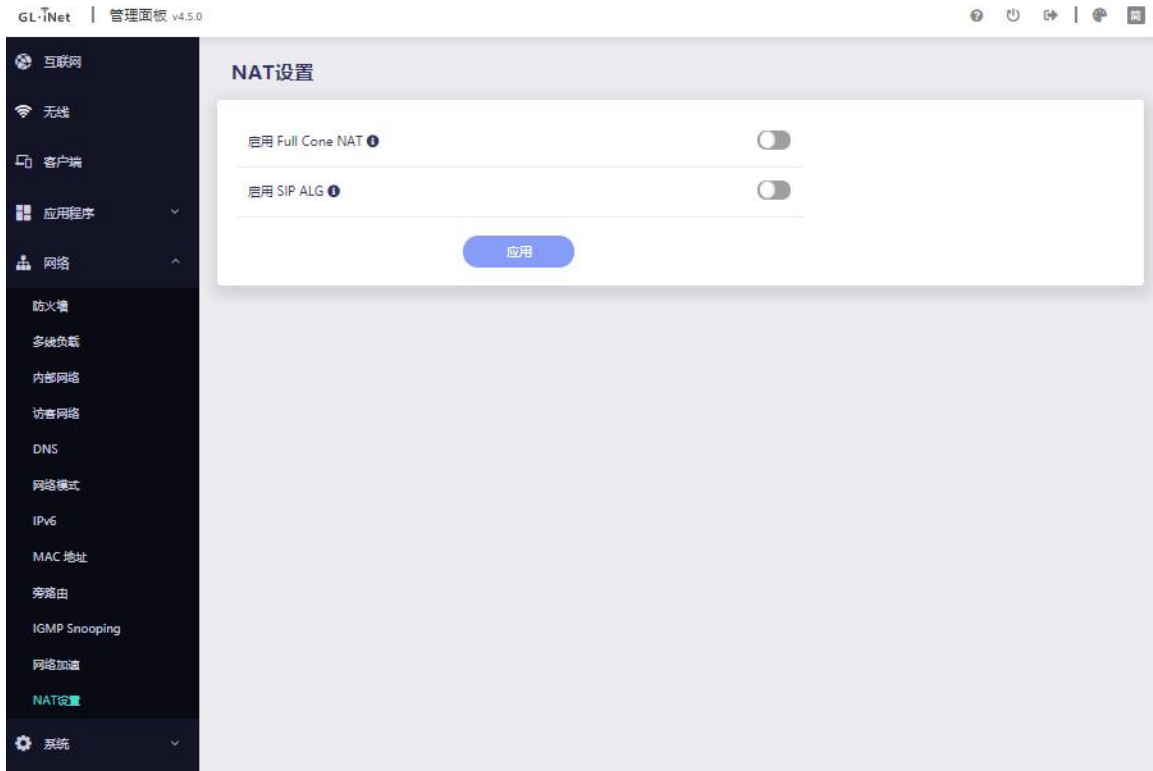 GL·iNet | 管理面板 v4.5.0
简
互联网
无线
客户端
应用程序
网络
防火墙
多线负载
内部网络
访客网络
DNS
网络模式
IPv6
MAC 地址
旁路由
IGMP Snooping
网络加速
NAT设置
系统
NAT设置
启用 Full Cone NAT
启用 SIP ALG
应用